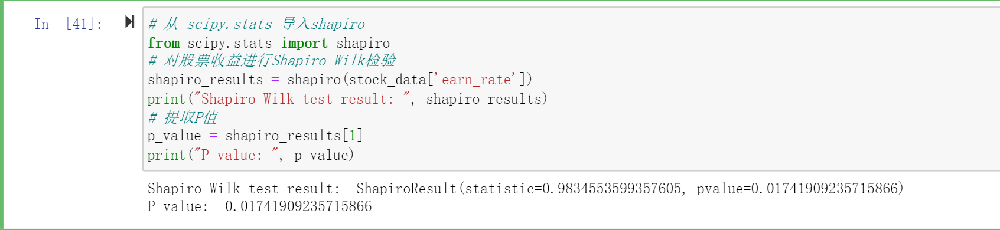 In [41]:
# 从 scipy.stats 导入shapiro
from scipy.stats import shapiro
# 对股票收益进行Shapiro-Wilk检验
shapiro_results = shapiro(stock_data['earn_rate'])
print("Shapiro-Wilk test result: ", shapiro_results)
# 提取P值
p_value = shapiro_results[1]
print("P value: ", p_value)
Shapiro-Wilk test result:  ShapiroResult(statistic=0.9834553599357605, pvalue=0.01741909235715866)
P value:  0.01741909235715866